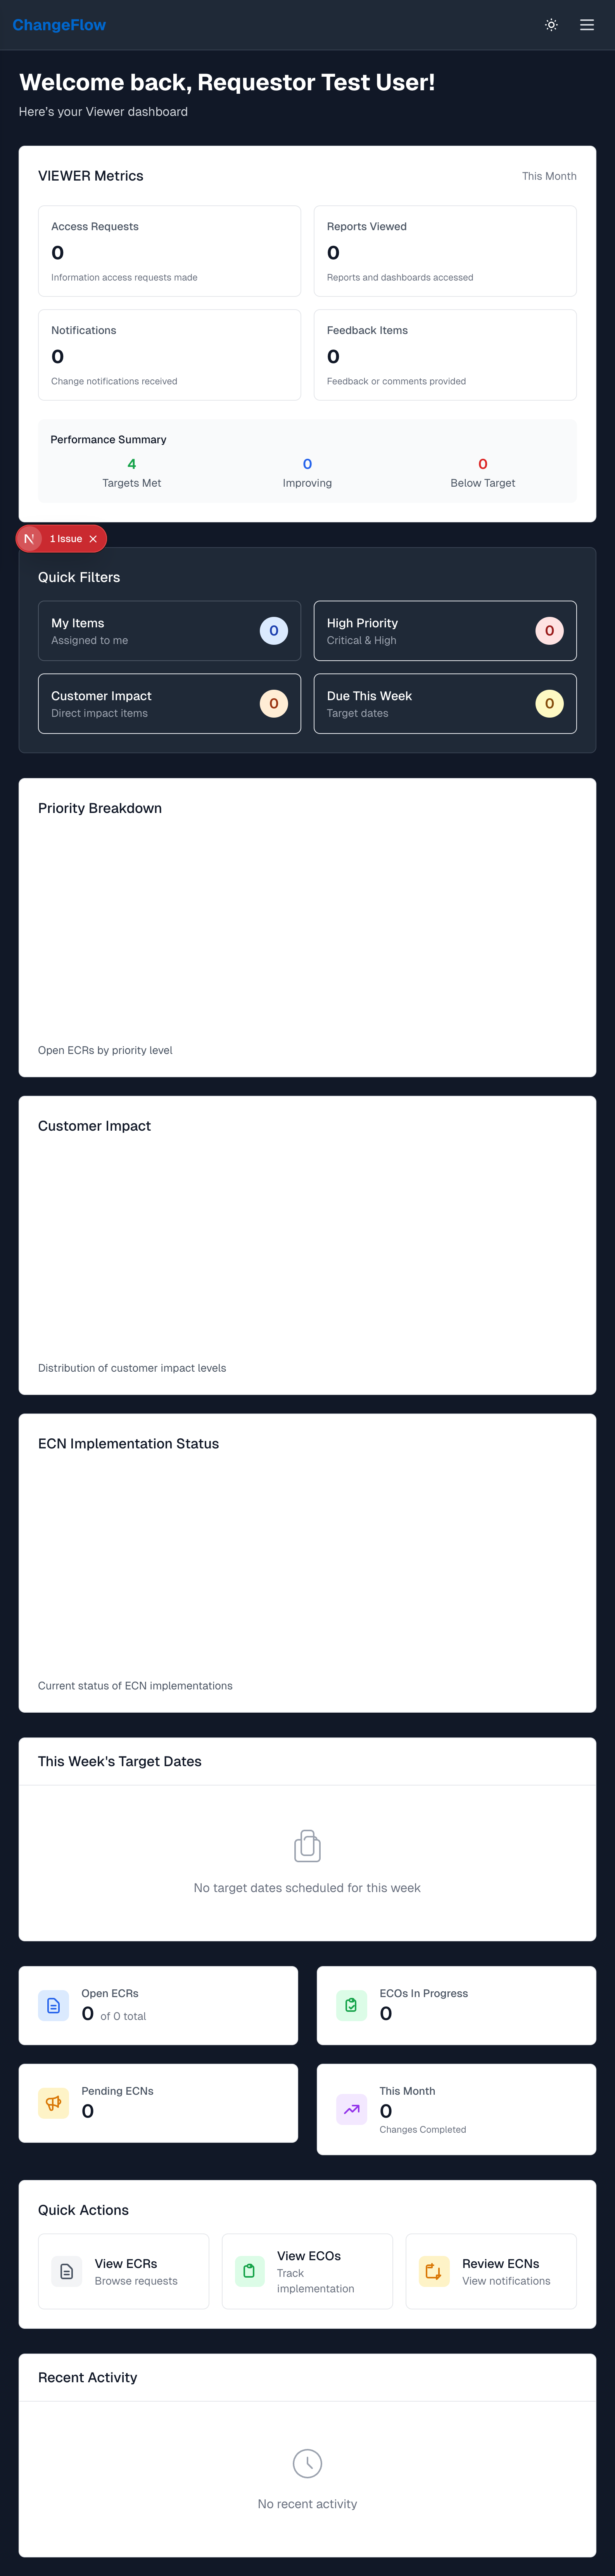 ChangeFlow
Welcome back, Requestor Test User!
Here's your Viewer dashboard
VIEWER Metrics
This Month
Access Requests
0
Information access requests made
Reports Viewed
0
Reports and dashboards accessed
Notifications
0
Change notifications received
Feedback Items
0
Feedback or comments provided
Performance Summary
4
Targets Met
0
Improving
0
Below Target
N
1 Issue
Quick Filters
My Items
Assigned to me
0
High Priority
Critical & High
0
Customer Impact
Direct impact items
0
Due This Week
Target dates
0
Priority Breakdown
Open ECRs by priority level
Customer Impact
Distribution of customer impact levels
ECN Implementation Status
Current status of ECN implementations
This Week's Target Dates
No target dates scheduled for this week
Open ECRs
0 of 0 total
ECOs In Progress
0
Pending ECNs
0
This Month
0
Changes Completed
Quick Actions
View ECRs
Browse requests
View ECOs
Track
implementation
Review ECNs
View notifications
Recent Activity
No recent activity